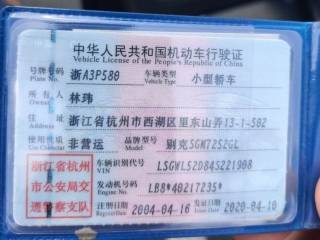 中华人民共和国机动车行驶证
Vehicle License of the People's Republic of China
号牌号码 浙A3P580 车辆类型 小型轿车
Plate No. Vehicle Type
所有人 林玮
住址 浙江省杭州市西湖区里东山弄13-1-502
使用性质 非营运 品牌型号 别克SGM7252GL
浙江省杭州
市公安局交
通警察支队
车辆识别代号 LSGWL52D84S221908
VIN
发动机号码 LB8*40217235*
Engine No.
注册日期 2004-04-16 发证日期 2020-04-10
Register Date Issue Date